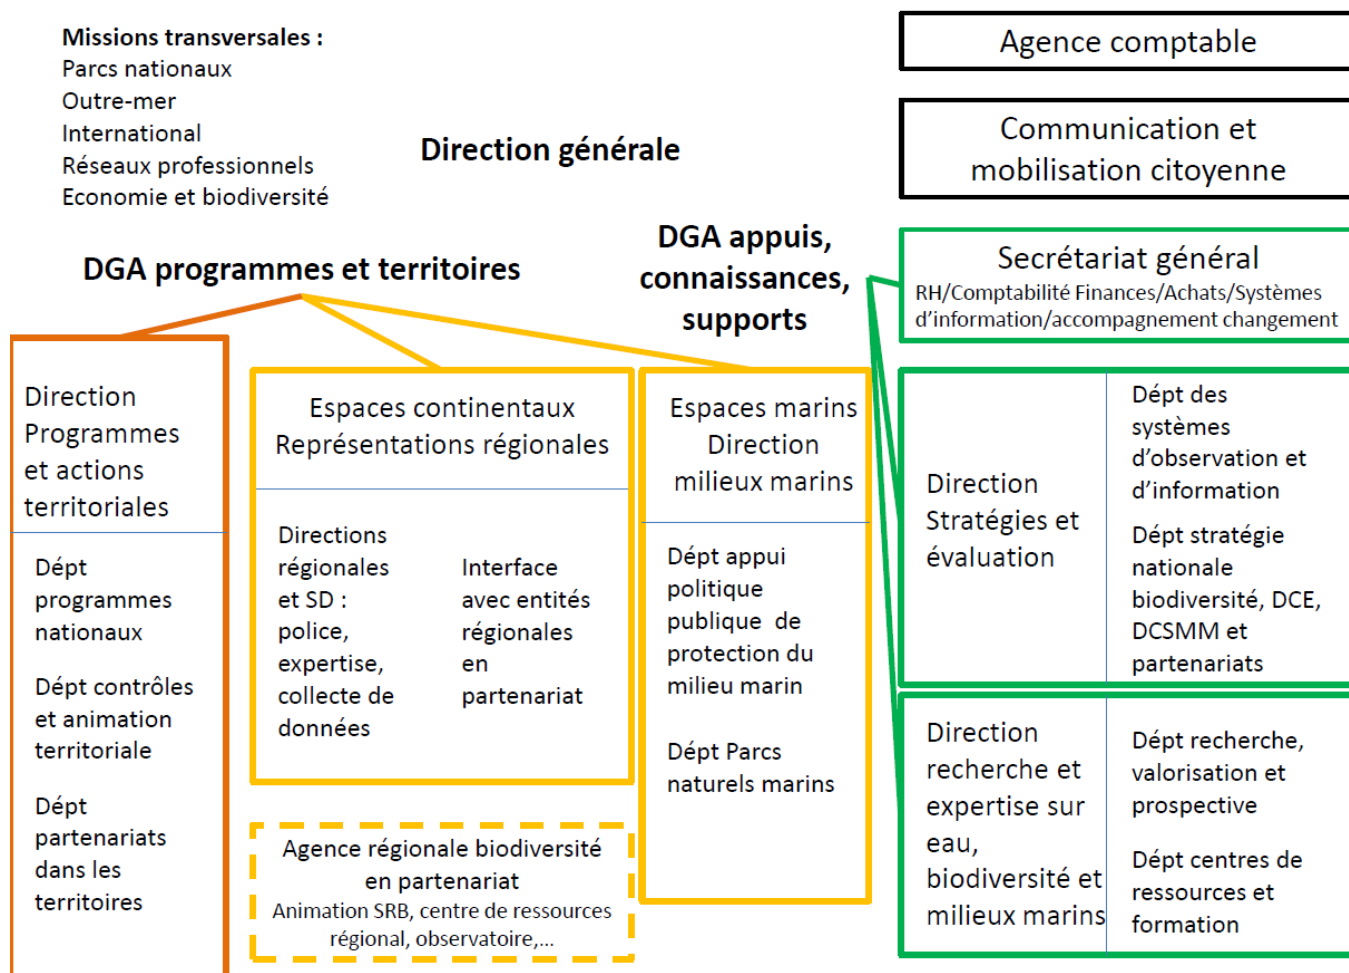 Missions transversales :
Parcs nationaux
Outre-mer
International
Réseaux professionnels
Economie et biodiversité
Direction générale
Agence comptable
Communication et
mobilisation citoyenne
DGA programmes et territoires
DGA appuis,
connaissances,
supports
Secrétariat général
RH/Comptabilité Finances/Achats/Systèmes
d’information/accompagnement changement
Direction
Programmes
et actions
territoriales
Dépt
programmes
nationaux
Dépt contrôles
et animation
territoriale
Dépt
partenariats
dans les
territoires
Espaces continentaux
Représentations régionales
Directions
régionales
et SD :
police,
expertise,
collecte de
données
Interface
avec entités
régionales
en
partenariat
Agence régionale biodiversité
en partenariat
Animation SRB, centre de ressources
régional, observatoire,...
Espaces marins
Direction
milieux marins
Dépt appui
politique
publique de
protection du
milieu marin
Dépt Parcs
naturels marins
Direction
Stratégies et
évaluation
Dépt des
systèmes
d’observation et
d’information
Dépt stratégie
nationale
biodiversité, DCE,
DCSMM et
partenariats
Direction
recherche et
expertise sur
eau,
biodiversité et
milieux marins
Dépt recherche,
valorisation et
prospective
Dépt centres de
ressources et
formation